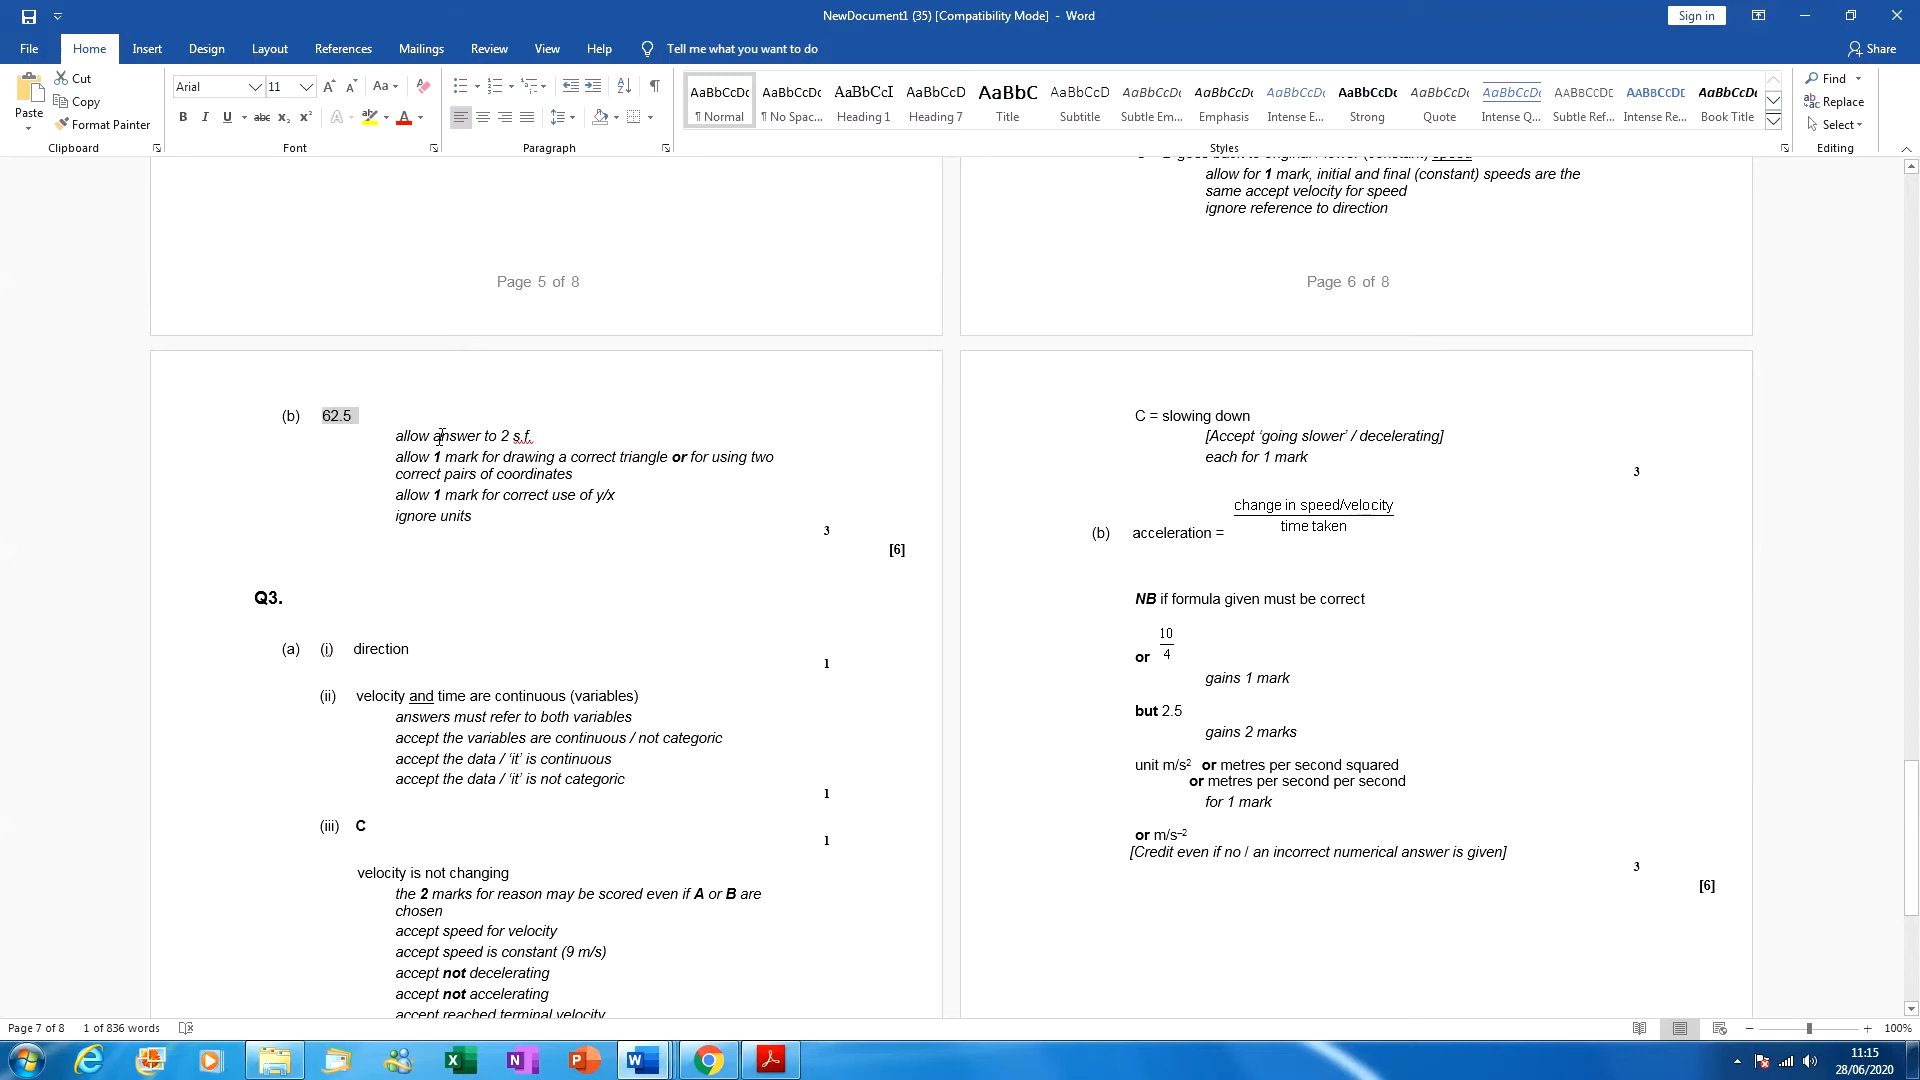 NewDocument1 (35) [Compatibility Mode] - Word
Sign in
File Home Insert Design Layout References Mailings Review View Help Tell me what you want to do Share
Paste
Cut
Copy
Format Painter
Clipboard
Arial 11
Font
Paragraph
AaBbCcDc ¶ Normal
AaBbCcDc ¶ No Spac...
AaBbCcI Heading 1
AaBbCcD Heading 7
AaBbC Title
AaBbCcD Subtitle
AaBbCcDc Subtle Em...
AaBbCcDc Emphasis
AaBbCcDc Intense E...
AaBbCcDc Strong
AaBbCcDc Quote
AaBbCcDc Intense Q...
AABBCCDE Subtle Ref...
AABBCCDE Intense Re...
AaBbCcDc Book Title
Styles
Find
Replace
Select
Editing
Page 5 of 8
allow for 1 mark, initial and final (constant) speeds are the
same accept velocity for speed
ignore reference to direction
Page 6 of 8
(b) 62.5
allow answer to 2 s.f.
allow 1 mark for drawing a correct triangle or for using two
correct pairs of coordinates
allow 1 mark for correct use of y/x
ignore units
3
[6]
Q3.
(a) (i) direction
1
(ii) velocity and time are continuous (variables)
answers must refer to both variables
accept the variables are continuous / not categoric
accept the data / ‘it’ is continuous
accept the data / ‘it’ is not categoric
1
(iii) C
1
velocity is not changing
the 2 marks for reason may be scored even if A or B are
chosen
accept speed for velocity
accept speed is constant (9 m/s)
accept not decelerating
accept not accelerating
accept reached terminal velocity
C = slowing down
[Accept ‘going slower’ / decelerating]
each for 1 mark
3
change in speed/velocity
(b) acceleration =
time taken
NB if formula given must be correct
10
or
4
gains 1 mark
but 2.5
gains 2 marks
unit m/s² or metres per second squared
or metres per second per second
for 1 mark
or m/s⁻²
[Credit even if no / an incorrect numerical answer is given]
3
[6]
Page 7 of 8 1 of 836 words
100%
11:15
28/06/2020